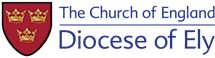 The Church of England
Diocese of Ely